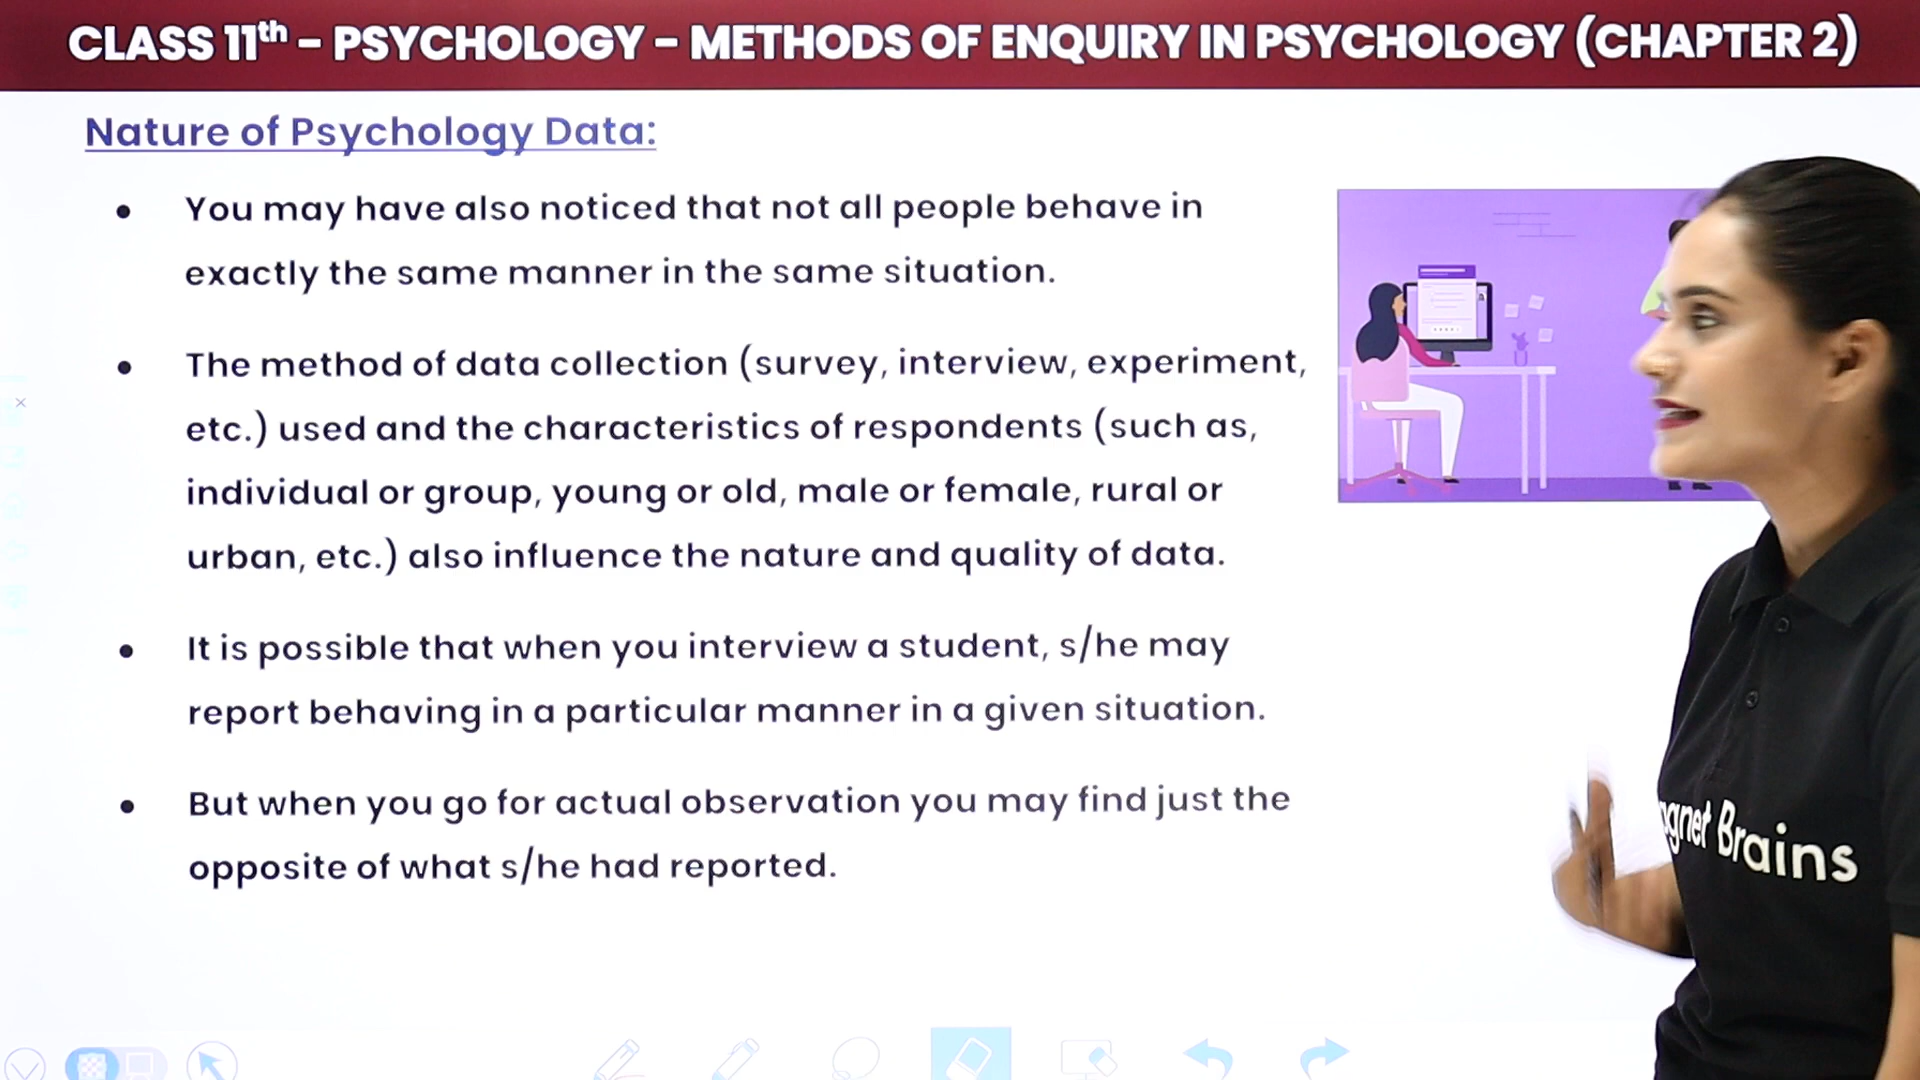 CLASS 11th – PSYCHOLOGY – METHODS OF ENQUIRY IN PSYCHOLOGY (CHAPTER 2)
Nature of Psychology Data:
• You may have also noticed that not all people behave in
exactly the same manner in the same situation.
• The method of data collection (survey, interview, experiment,
etc.) used and the characteristics of respondents (such as,
individual or group, young or old, male or female, rural or
urban, etc.) also influence the nature and quality of data.
• It is possible that when you interview a student, s/he may
report behaving in a particular manner in a given situation.
• But when you go for actual observation you may find just the
opposite of what s/he had reported.
Brains